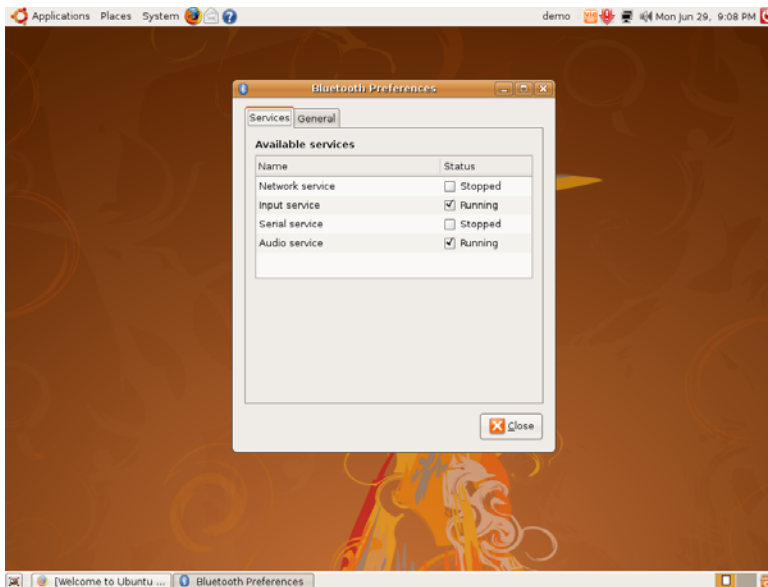 Applications Places System demo Mon Jun 29, 9:08 PM
Bluetooth Preferences
Services General
Available services
Name Status
Network service Stopped
Input service Running
Serial service Stopped
Audio service Running
Close
[Welcome to Ubuntu ... Bluetooth Preferences